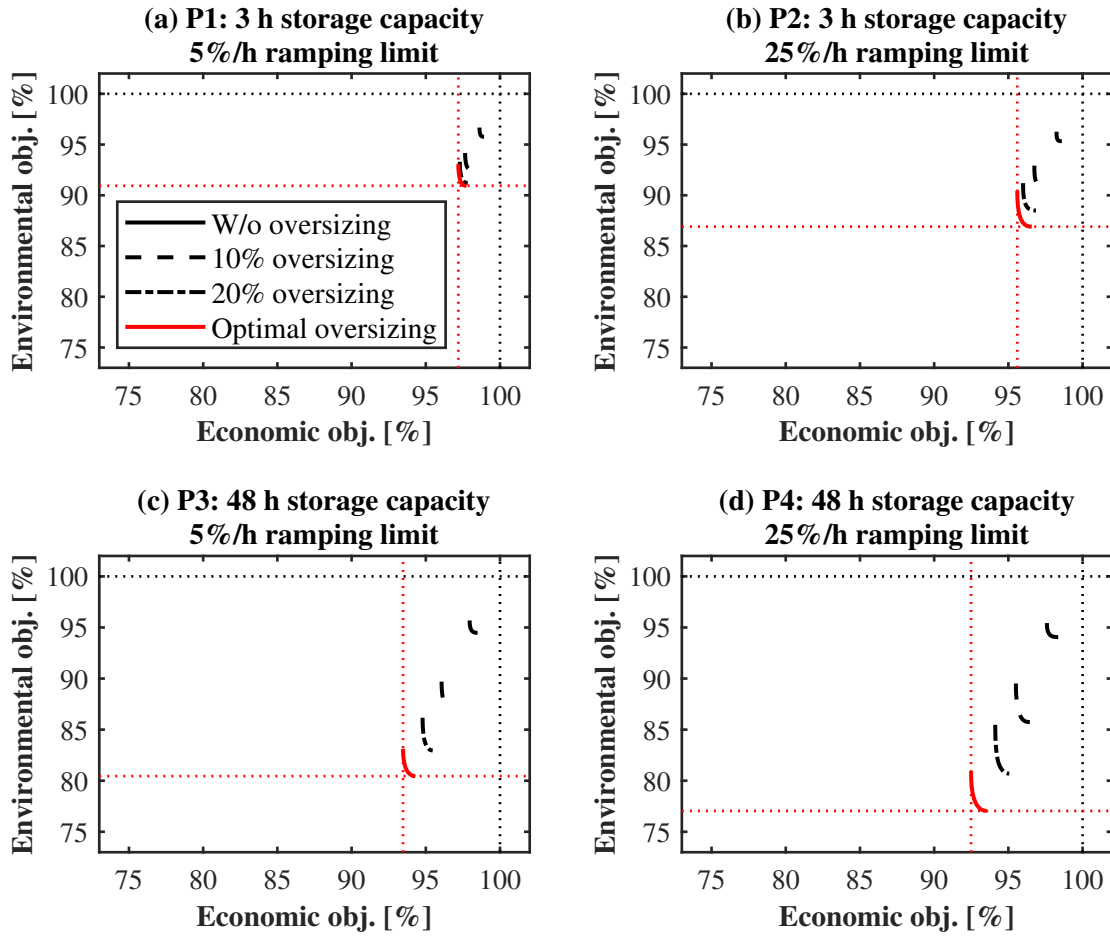 (a) P1: 3 h storage capacity
5%/h ramping limit
Environmental obj. [%]
100
95
90
85
80
75
W/o oversizing
10% oversizing
20% oversizing
Optimal oversizing
75 80 85 90 95 100
Economic obj. [%]
(b) P2: 3 h storage capacity
25%/h ramping limit
Environmental obj. [%]
100
95
90
85
80
75
75 80 85 90 95 100
Economic obj. [%]
(c) P3: 48 h storage capacity
5%/h ramping limit
Environmental obj. [%]
100
95
90
85
80
75
75 80 85 90 95 100
Economic obj. [%]
(d) P4: 48 h storage capacity
25%/h ramping limit
Environmental obj. [%]
100
95
90
85
80
75
75 80 85 90 95 100
Economic obj. [%]